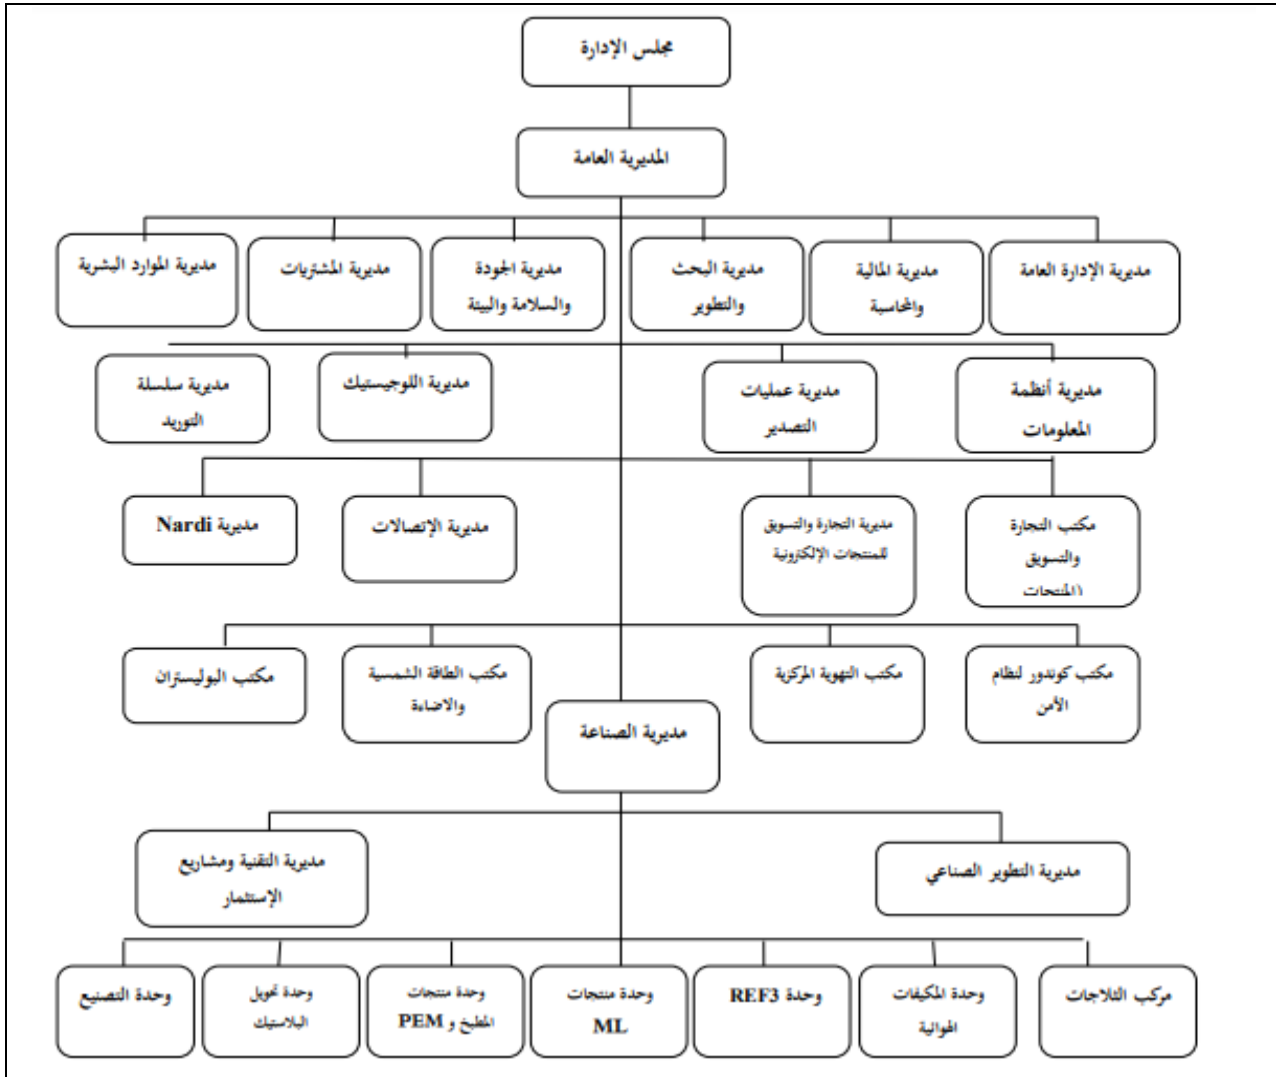 مجلس الإدارة
المديرية العامة
مديرية الإدارة العامة
مديرية المالية
والمحاسبة
مديرية البحث
والتطوير
مديرية الجودة
والسلامة والبيئة
مديرية المشتريات
مديرية الموارد البشرية
مديرية أنظمة
المعلومات
مديرية عمليات
التصدير
مديرية اللوجيستيك
مديرية سلسلة
التوريد
مكتب التجارة
والتسويق
(المنتجات
مديرية التجارة والتسويق
للمنتجات الإلكترونية
مديرية الإتصالات
مديرية Nardi
مكتب كوندور لنظام
الأمن
مكتب التهوية المركزية
مكتب الطاقة الشمسية
والاضاءة
مكتب البوليستران
مديرية الصناعة
مديرية التطوير الصناعي
مديرية التقنية ومشاريع
الإستثمار
مركب الثلاجات
وحدة المكيفات
الهوائية
وحدة REF3
وحدة منتجات
ML
وحدة منتجات
المطبخ و PEM
وحدة تحويل
البلاستيك
وحدة التصنيع